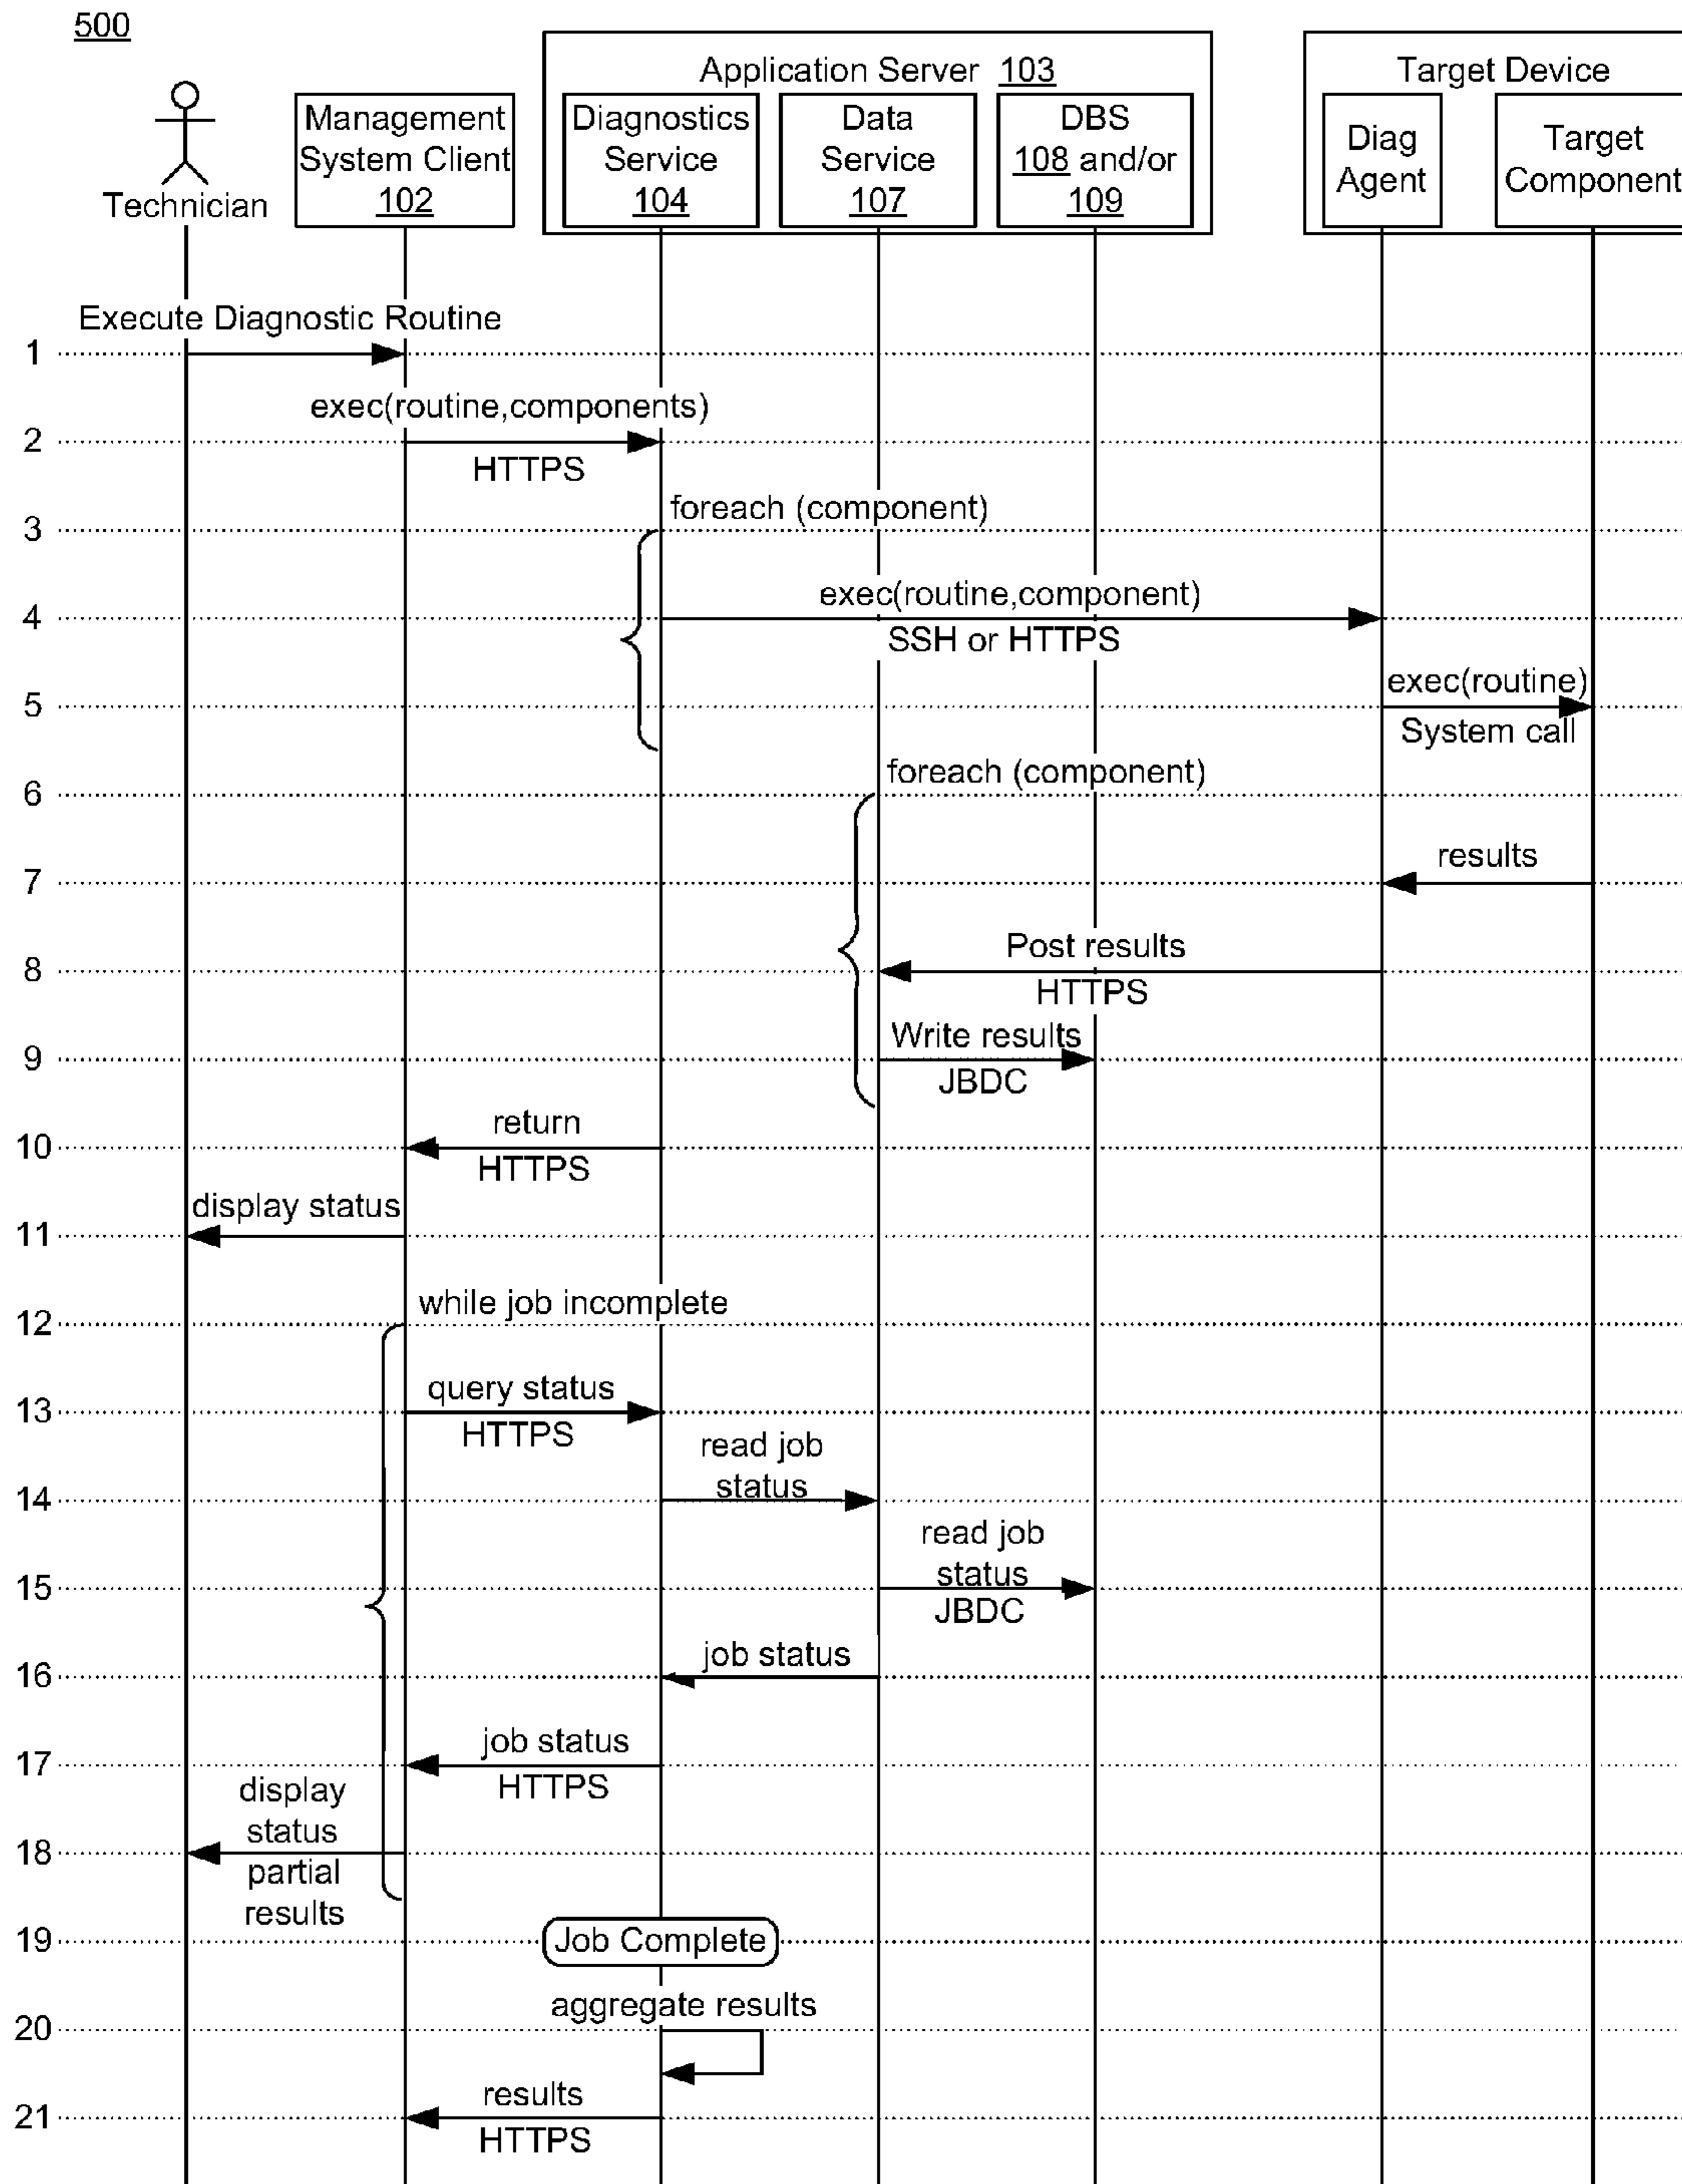 500
Application Server 103
Target Device
Technician
Management
System Client
102
Diagnostics
Service
104
Data
Service
107
DBS
108 and/or
109
Diag
Agent
Target
Component
Execute Diagnostic Routine
1
exec(routine,components)
2
HTTPS
foreach (component)
3
exec(routine,component)
4
SSH or HTTPS
exec(routine)
5
System call
foreach (component)
6
results
7
Post results
8
HTTPS
Write results
9
JBDC
return
10
HTTPS
display status
11
while job incomplete
12
query status
13
HTTPS
read job
status
14
read job
status
15
JBDC
job status
16
job status
17
HTTPS
display
status
18
partial
results
19
Job Complete
aggregate results
20
results
21
HTTPS